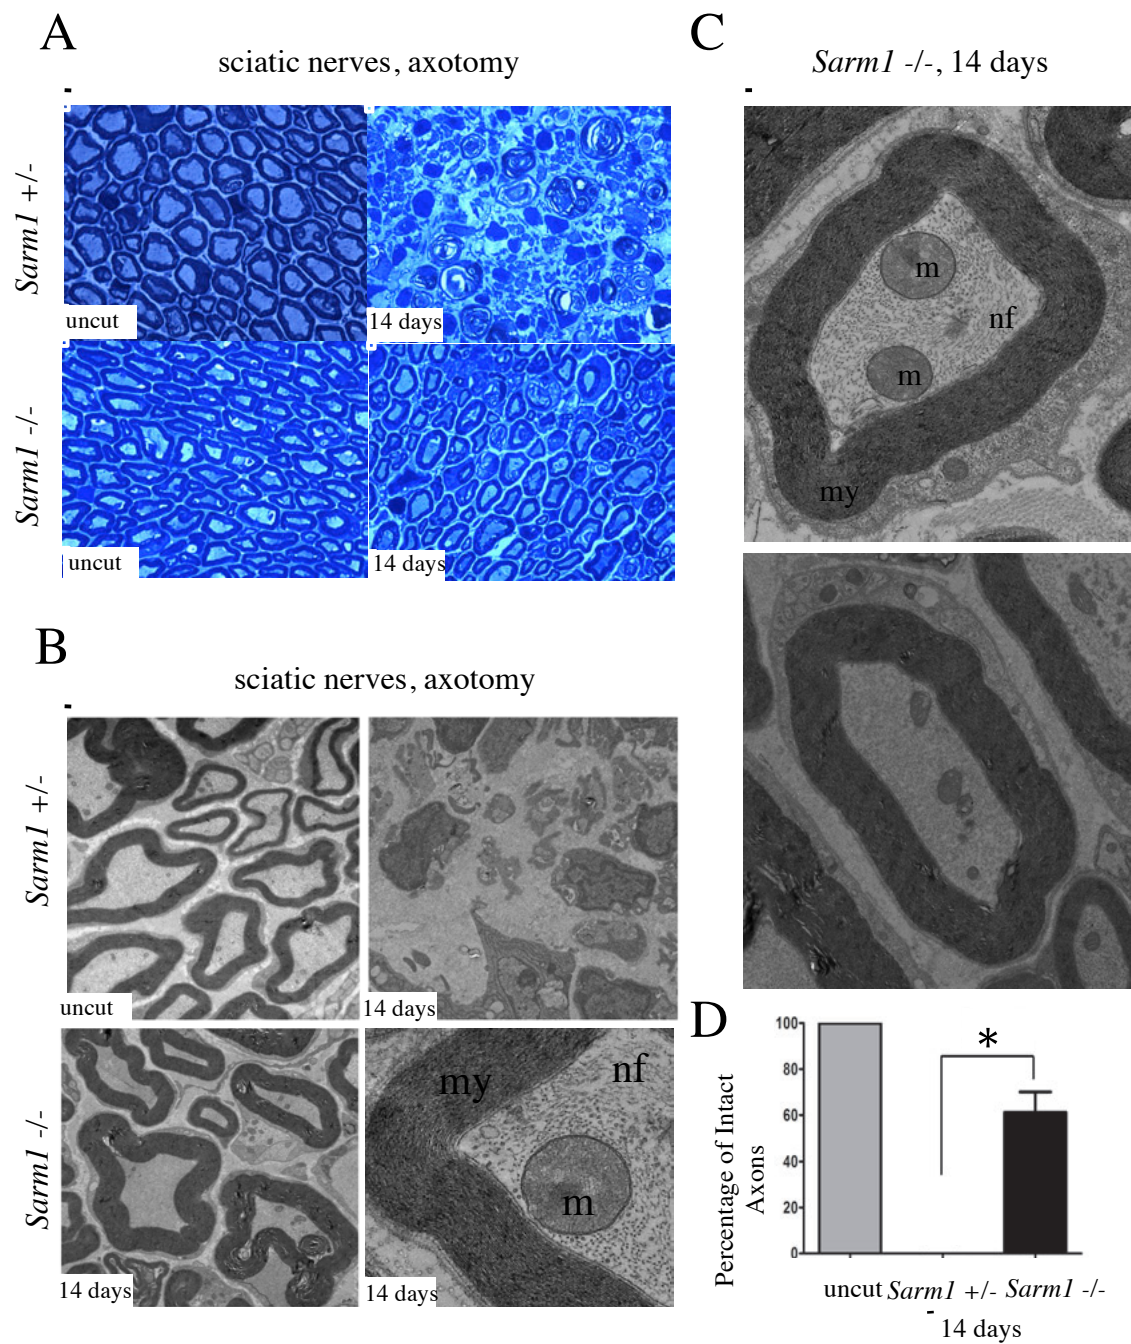 A
sciatic nerves, axotomy
Sarm1 +/-
uncut
14 days
Sarm1 -/-
uncut
14 days
B
sciatic nerves, axotomy
Sarm1 +/-
uncut
14 days
Sarm1 -/-
14 days
my
nf
m
14 days
C
Sarm1 -/-, 14 days
m
nf
m
my
D
Percentage of Intact
Axons
100
80
60
40
20
0
*
uncut Sarm1 +/- Sarm1 -/-
14 days